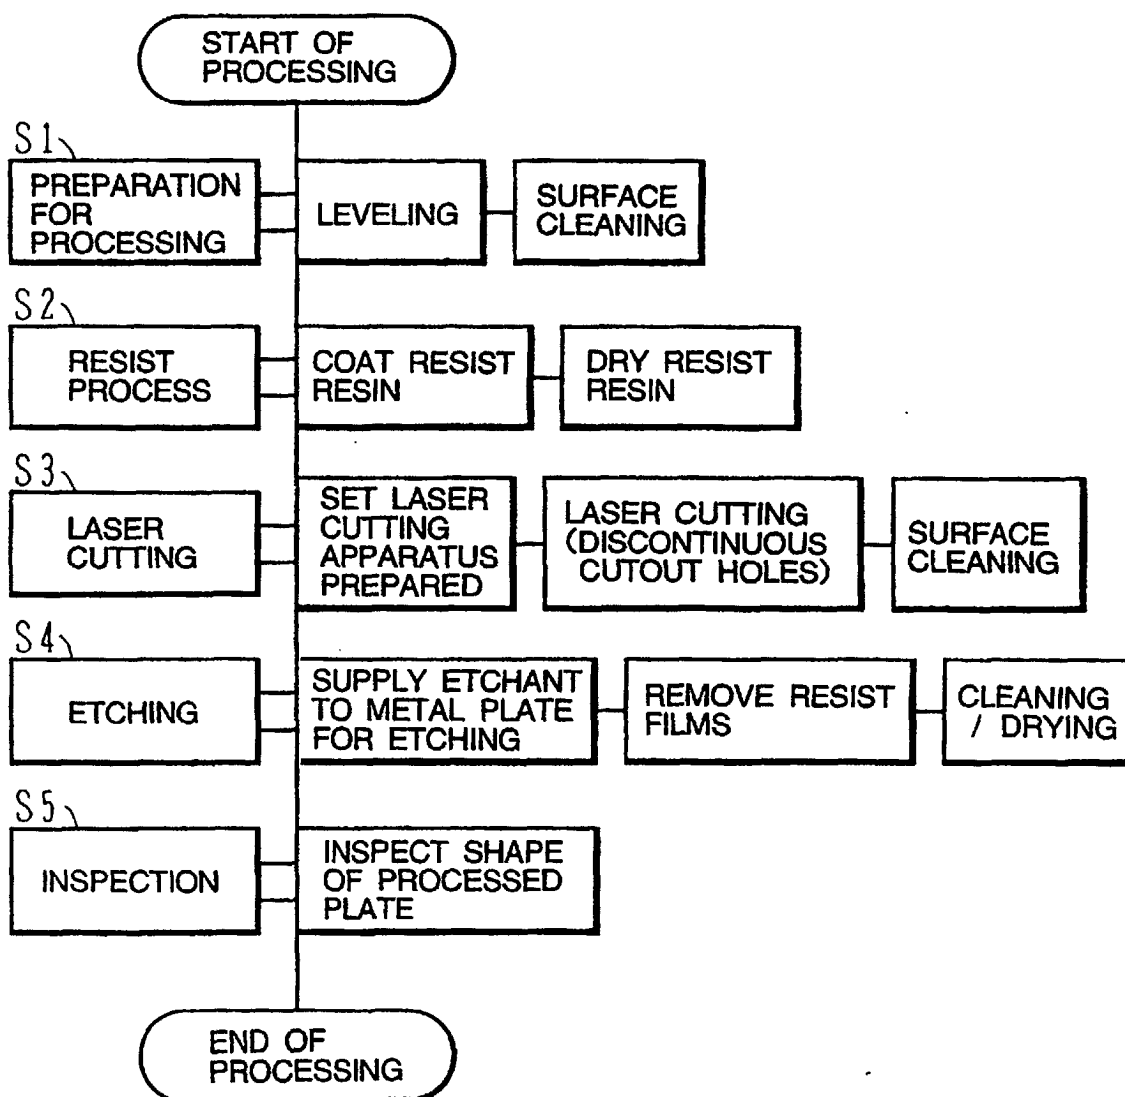 START OF
PROCESSING
S1
PREPARATION
FOR
PROCESSING
LEVELING
SURFACE
CLEANING
S2
RESIST
PROCESS
COAT RESIST
RESIN
DRY RESIST
RESIN
S3
LASER
CUTTING
SET LASER
CUTTING
APPARATUS
PREPARED
LASER CUTTING
(DISCONTINUOUS
CUTOUT HOLES)
SURFACE
CLEANING
S4
ETCHING
SUPPLY ETCHANT
TO METAL PLATE
FOR ETCHING
REMOVE RESIST
FILMS
CLEANING
/ DRYING
S5
INSPECTION
INSPECT SHAPE
OF PROCESSED
PLATE
END OF
PROCESSING